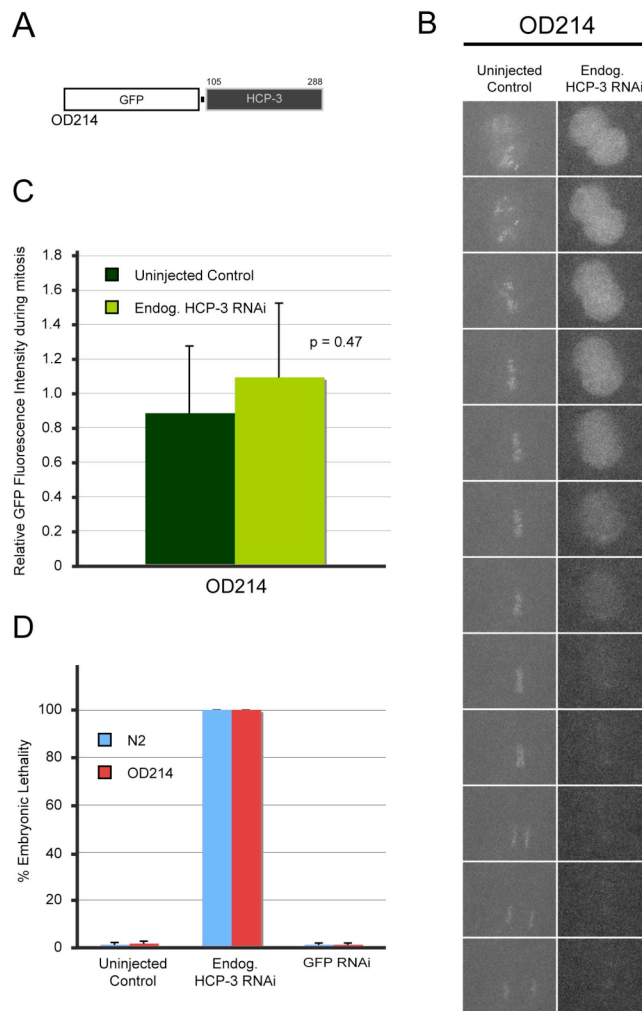 A
105 288
GFP HCP-3
OD214
B
OD214
Uninjected Control
Endog. HCP-3 RNAi
C
Relative GFP Fluorescence Intensity during mitosis
1.8
1.6
1.4
1.2
1.0
0.8
0.6
0.4
0.2
0
Uninjected Control
Endog. HCP-3 RNAi
p = 0.47
OD214
D
% Embryonic Lethality
100
80
60
40
20
0
N2
OD214
Uninjected Control
Endog. HCP-3 RNAi
GFP RNAi